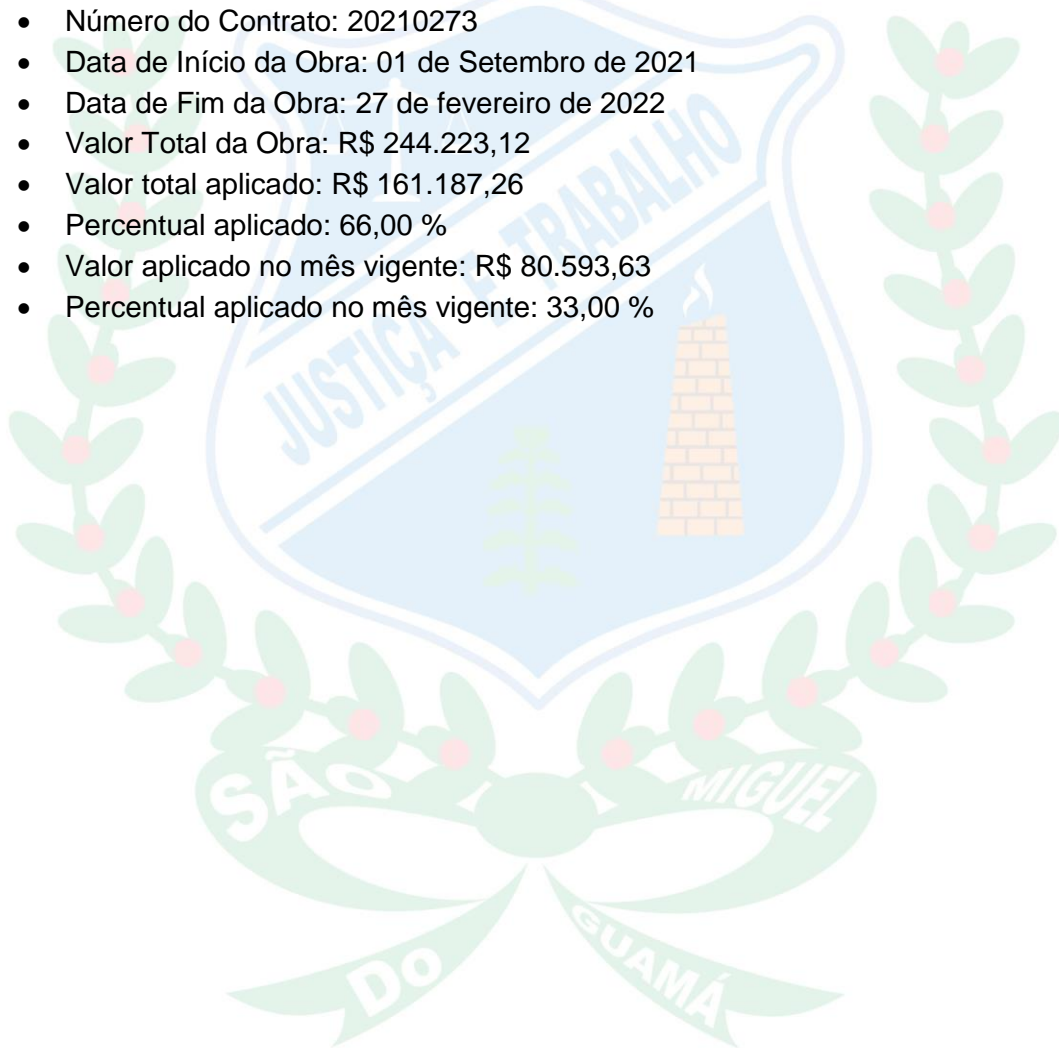 • Número do Contrato: 20210273
• Data de Início da Obra: 01 de Setembro de 2021
• Data de Fim da Obra: 27 de fevereiro de 2022
• Valor Total da Obra: R$ 244.223,12
• Valor total aplicado: R$ 161.187,26
• Percentual aplicado: 66,00 %
• Valor aplicado no mês vigente: R$ 80.593,63
• Percentual aplicado no mês vigente: 33,00 %
JUSTIÇA E TRABALHO
SÃO MIGUEL
DO GUAMÁ